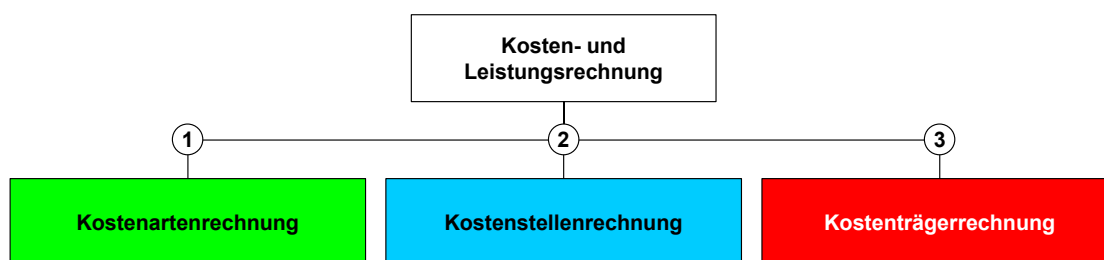 Kosten- und
Leistungsrechnung
1
2
3
Kostenartenrechnung
Kostenstellenrechnung
Kostenträgerrechnung